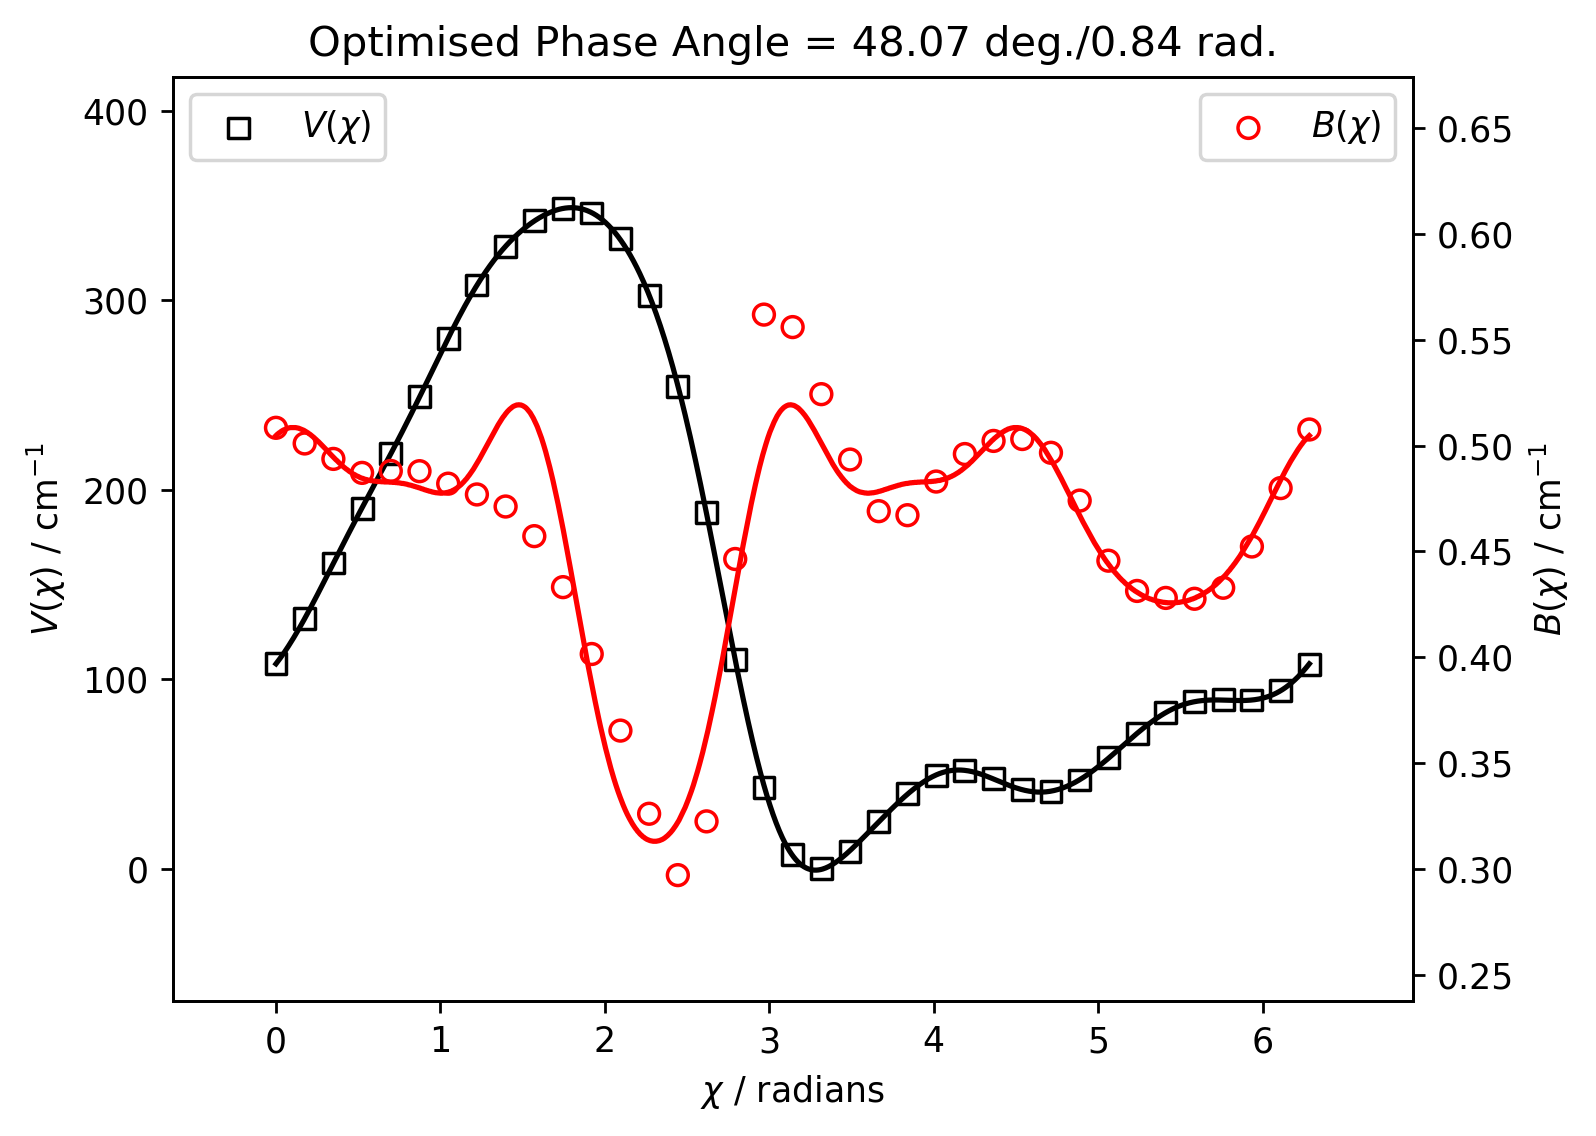 Optimised Phase Angle = 48.07 deg./0.84 rad.
V(χ)
B(χ)
400
300
200
100
0
V(χ) / cm⁻¹
0.65
0.60
0.55
0.50
0.45
0.40
0.35
0.30
0.25
B(χ) / cm⁻¹
0 1 2 3 4 5 6
χ / radians